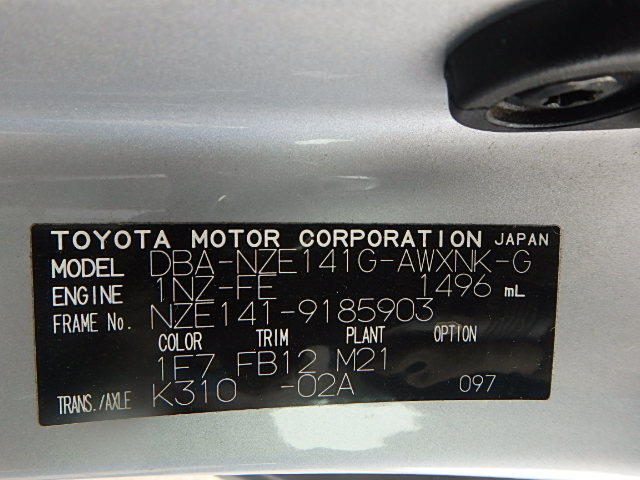 TOYOTA MOTOR CORPORATION JAPAN
MODEL DBA-NZE141G-AWXNK-G
ENGINE 1NZ-FE 1496 mL
FRAME No. NZE141-9185903
COLOR TRIM PLANT OPTION
1F7 FB12 M21
TRANS./AXLE K310 -02A 097